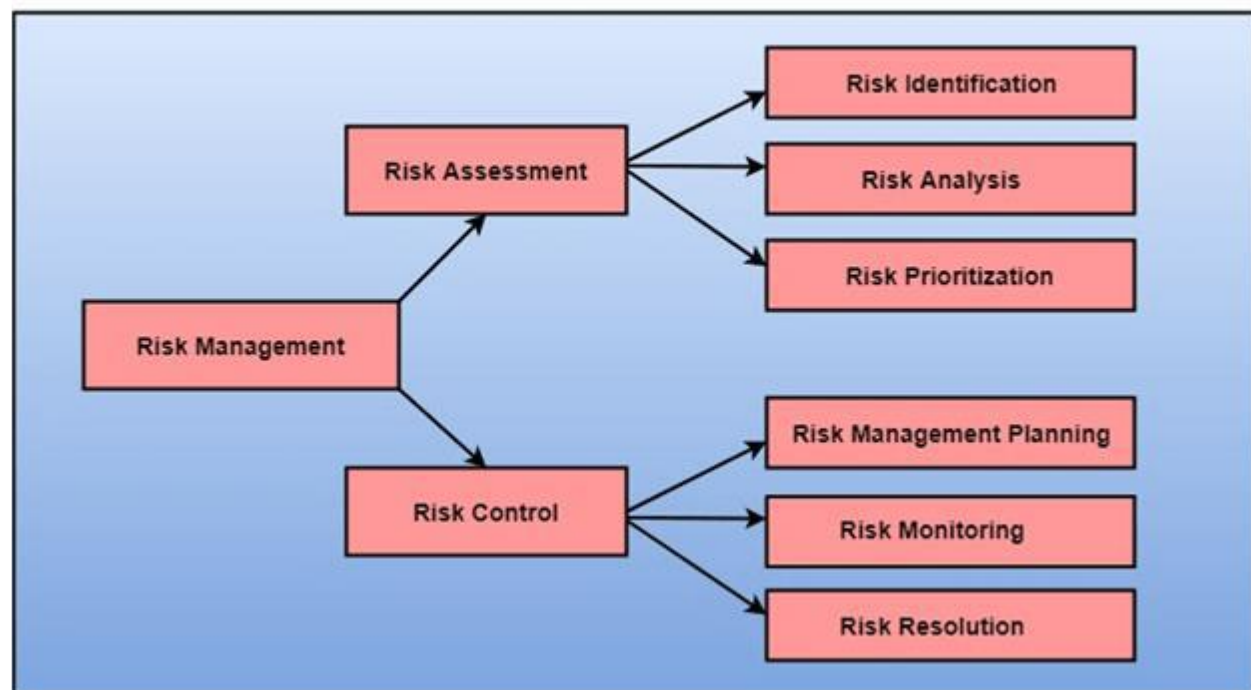 Risk Identification
Risk Assessment
Risk Analysis
Risk Prioritization
Risk Management
Risk Management Planning
Risk Control
Risk Monitoring
Risk Resolution